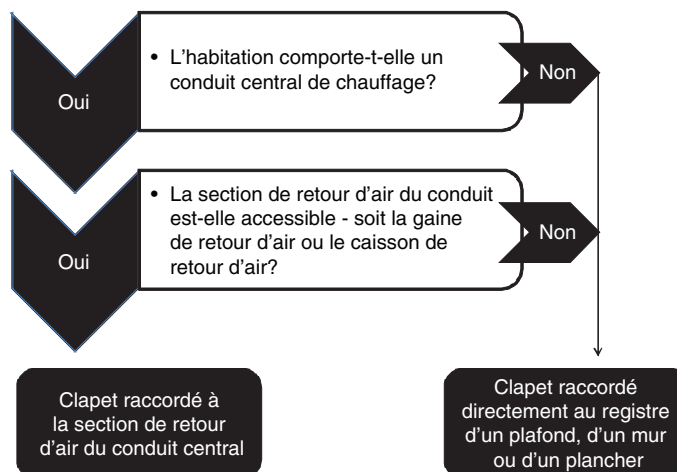 Oui
• L'habitation comporte-t-elle un
conduit central de chauffage?
Non
Oui
• La section de retour d'air du conduit
est-elle accessible - soit la gaine
de retour d'air ou le caisson de
retour d'air?
Non
Clapet raccordé à
la section de retour
d'air du conduit central
Clapet raccordé
directement au registre
d'un plafond, d'un mur
ou d'un plancher